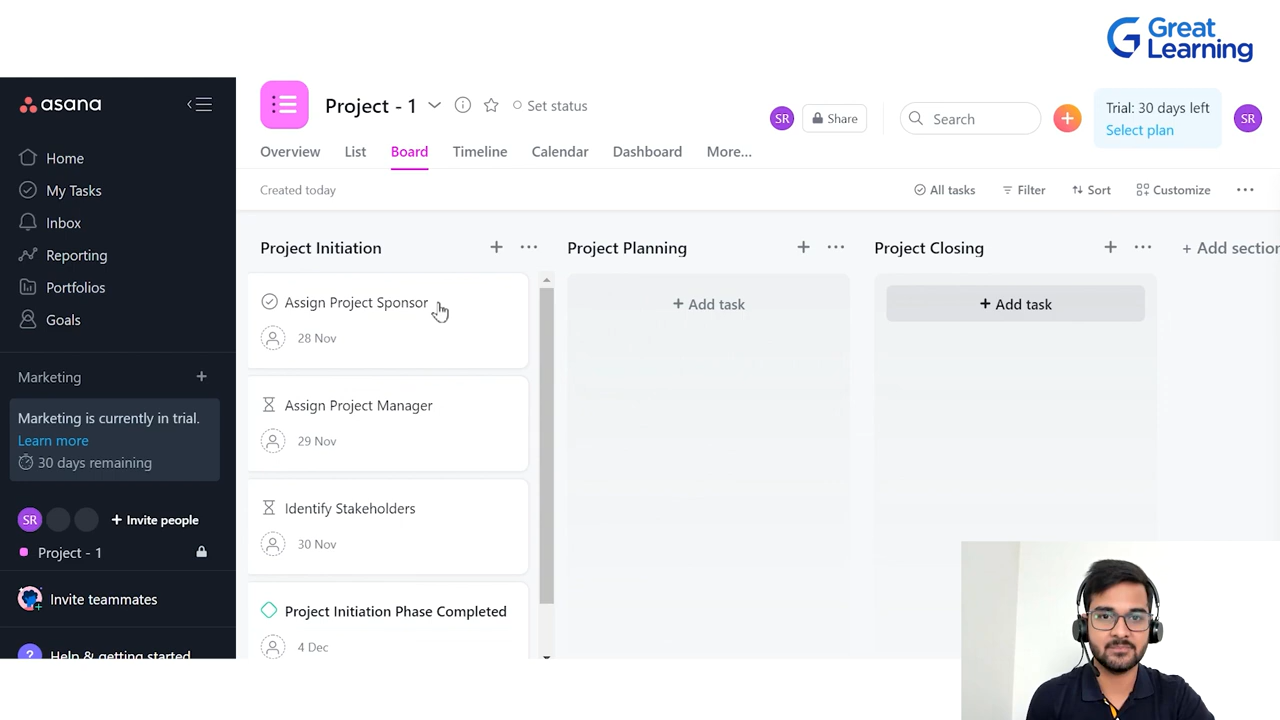 Great
Learning
asana
Project - 1
Set status
SR
Share
Search
Trial: 30 days left
Select plan
SR
Overview
List
Board
Timeline
Calendar
Dashboard
More...
Created today
All tasks
Filter
Sort
Customize
Home
My Tasks
Inbox
Reporting
Portfolios
Goals
Marketing
Marketing is currently in trial.
Learn more
30 days remaining
SR
Invite people
Project - 1
Invite teammates
? Help & getting started
Project Initiation
Assign Project Sponsor
28 Nov
Assign Project Manager
29 Nov
Identify Stakeholders
30 Nov
Project Initiation Phase Completed
4 Dec
Project Planning
+ Add task
Project Closing
+ Add task
+ Add section